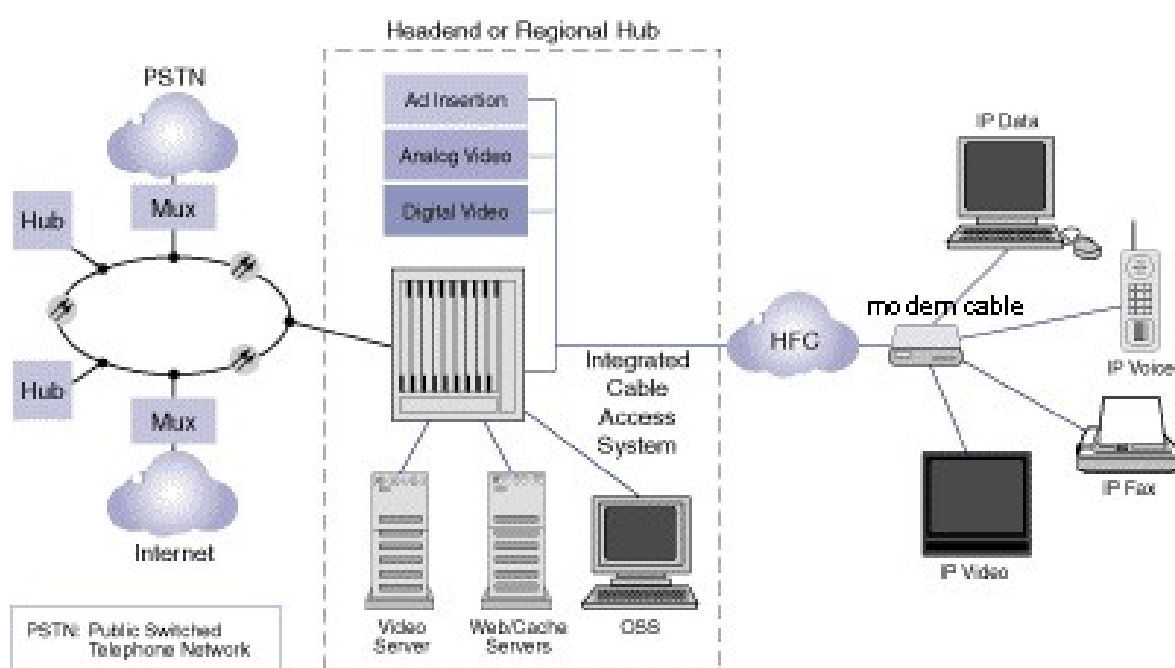 Headend or Regional Hub
PSTN
Ad Insertion
Analog Video
Digital Video
Hub
Mux
Hub
Mux
Internet
Integrated
Cable
Access
System
HFC
modem cable
IP Data
IP Voice
IP Fax
IP Video
Video
Server
Web/Cache
Servers
OSS
PSTN: Public Switched
Telephone Network